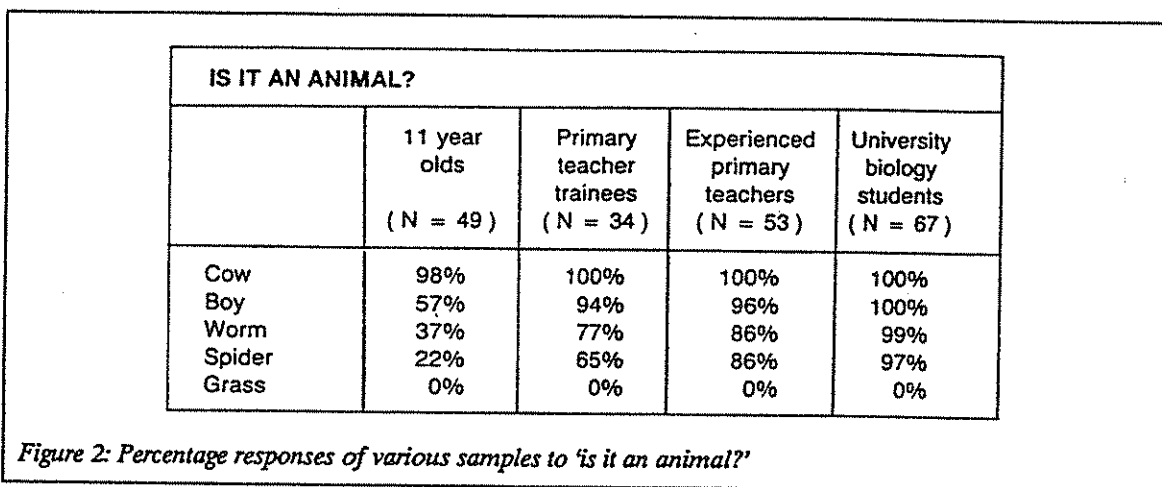 IS IT AN ANIMAL?
11 year olds ( N = 49 ) Primary teacher trainees ( N = 34 ) Experienced primary teachers ( N = 53 ) University biology students ( N = 67 )
Cow 98% 100% 100% 100%
Boy 57% 94% 96% 100%
Worm 37% 77% 86% 99%
Spider 22% 65% 86% 97%
Grass 0% 0% 0% 0%
Figure 2: Percentage responses of various samples to ‘is it an animal?’